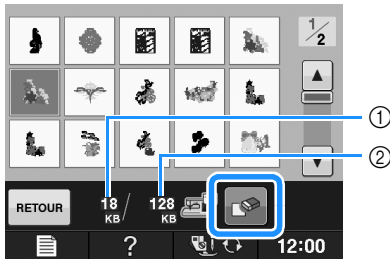 1/2
①
②
RETOUR
18 KB / 128 KB
?
12:00